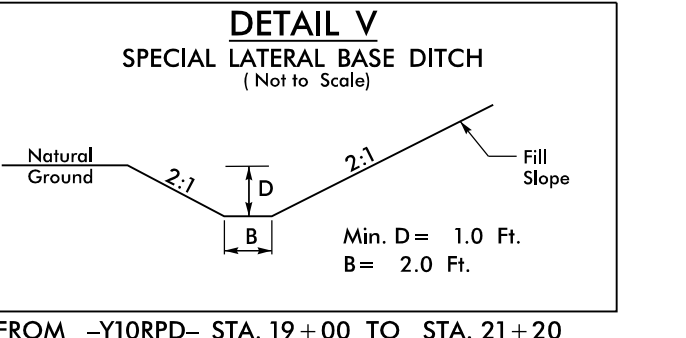 DETAIL V
SPECIAL LATERAL BASE DITCH
( Not to Scale)
Natural
Ground
2:1
D
2:1
Fill
Slope
B
Min. D = 1.0 Ft.
B= 2.0 Ft.
FROM -Y10RPD- STA. 19+00 TO STA. 21+20